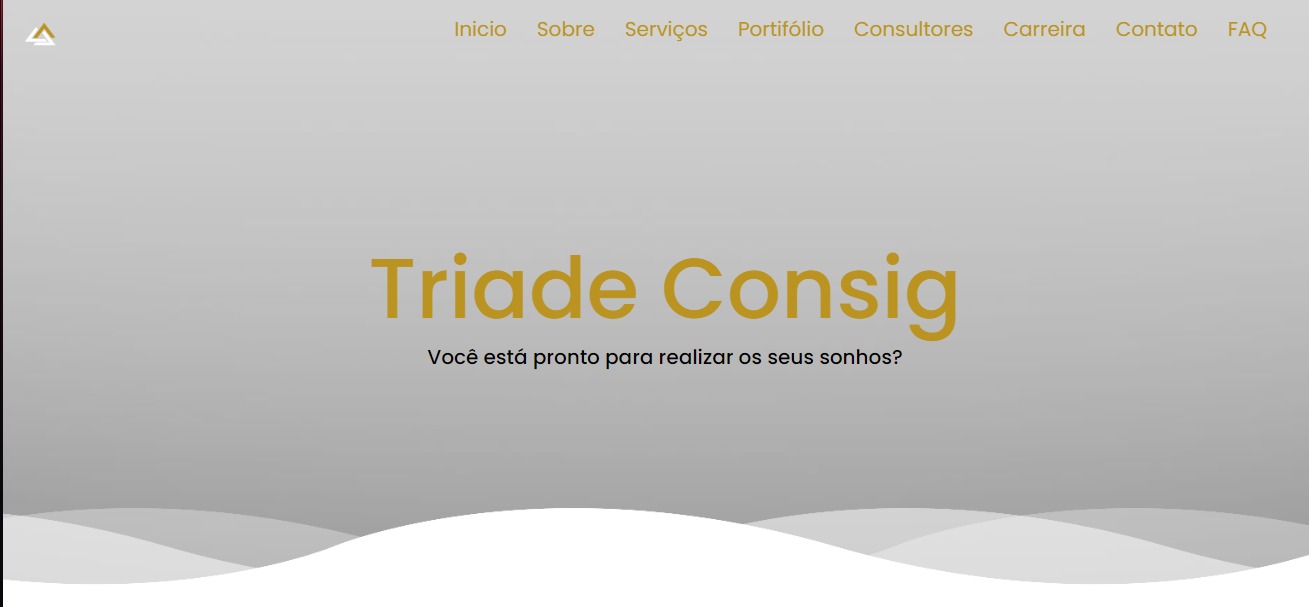 Inicio Sobre Serviços Portifólio Consultores Carreira Contato FAQ
Triade Consig
Você está pronto para realizar os seus sonhos?